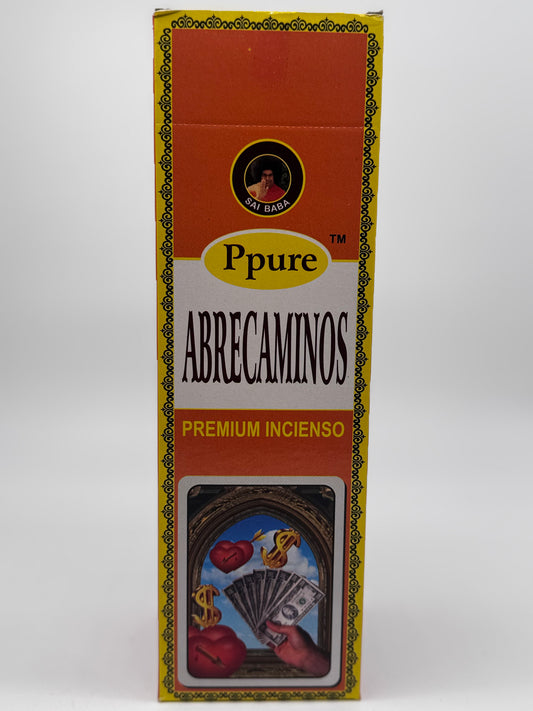 SAI BABA
TM
Ppure
ABRECAMINOS
PREMIUM INCIENSO